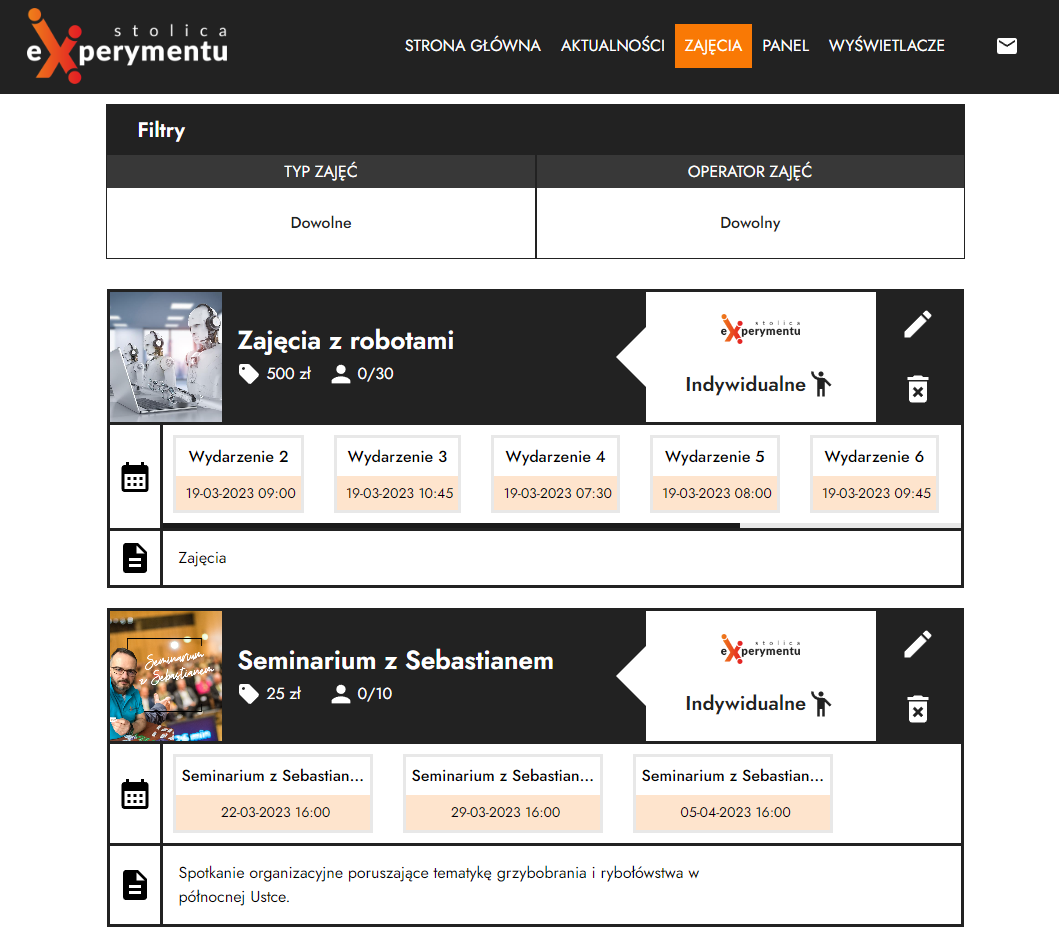 stolica
eXperymentu
STRONA GŁÓWNA
AKTUALNOŚCI
ZAJĘCIA
PANEL
WYŚWIETLACZE
Filtry
TYP ZAJĘĆ
OPERATOR ZAJĘĆ
Dowolne
Dowolny
Zajęcia z robotami
500 zł
0/30
stolica
eXperymentu
Indywidualne
Wydarzenie 2
19-03-2023 09:00
Wydarzenie 3
19-03-2023 10:45
Wydarzenie 4
19-03-2023 07:30
Wydarzenie 5
19-03-2023 08:00
Wydarzenie 6
19-03-2023 09:45
Zajęcia
Seminarium
z Sebastianem
Seminarium z Sebastianem
25 zł
0/10
stolica
eXperymentu
Indywidualne
Seminarium z Sebastian...
22-03-2023 16:00
Seminarium z Sebastian...
29-03-2023 16:00
Seminarium z Sebastian...
05-04-2023 16:00
Spotkanie organizacyjne poruszające tematykę grzybobrania i rybołówstwa w
północnej Ustce.